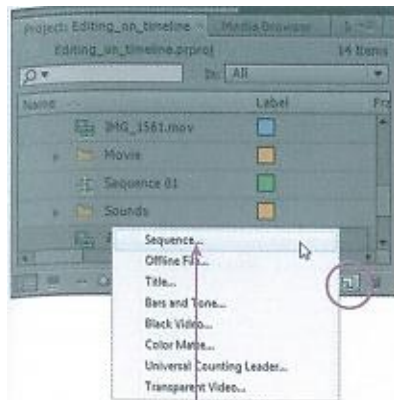 Project: Editing_on_timeline Media Browser
Editing_on_timeline.prproj 14 Items
In: All
Name Label Fra
IMG_1561.mov
Movie
Sequence 01
Sounds
Sequence...
Offline File...
Title...
Bars and Tone...
Black Video...
Color Matte...
Universal Counting Leader...
Transparent Video...